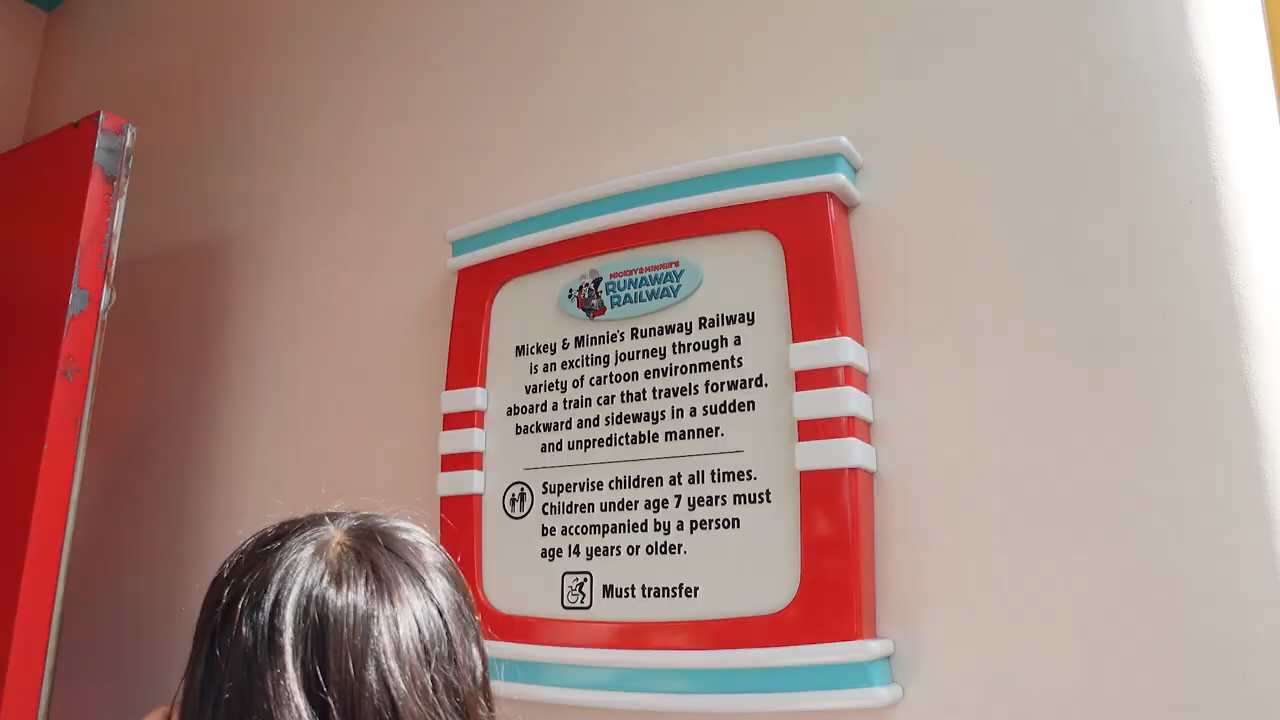 MICKEY & MINNIE'S
RUNAWAY
RAILWAY
Mickey & Minnie's Runaway Railway
is an exciting journey through a
variety of cartoon environments
aboard a train car that travels forward,
backward and sideways in a sudden
and unpredictable manner.
Supervise children at all times.
Children under age 7 years must
be accompanied by a person
age 14 years or older.
Must transfer